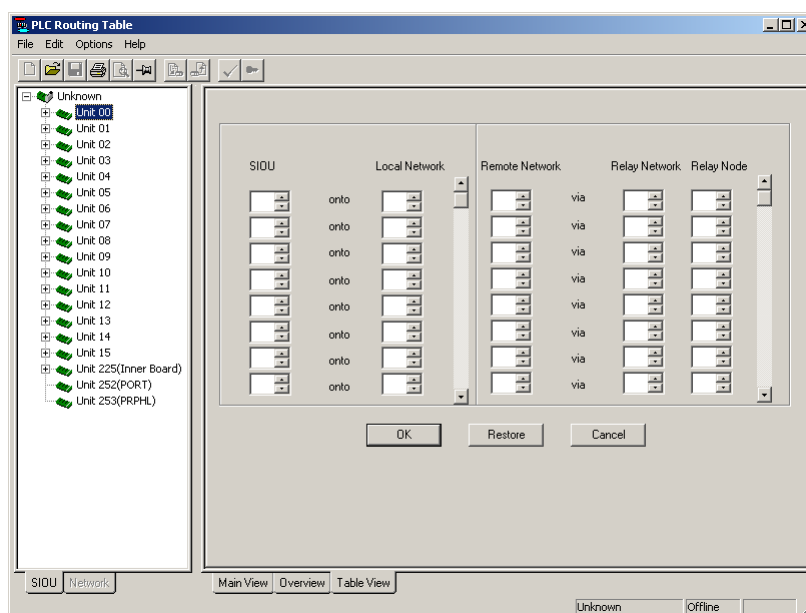 PLC Routing Table
File Edit Options Help
Unknown
Unit 00
Unit 01
Unit 02
Unit 03
Unit 04
Unit 05
Unit 06
Unit 07
Unit 08
Unit 09
Unit 10
Unit 11
Unit 12
Unit 13
Unit 14
Unit 15
Unit 225(Inner Board)
Unit 252(PORT)
Unit 253(PRPHL)
SIOU Network
SIOU Local Network Remote Network Relay Network Relay Node
onto via
onto via
onto via
onto via
onto via
onto via
onto via
onto via
OK Restore Cancel
Main View Overview Table View
Unknown Offline